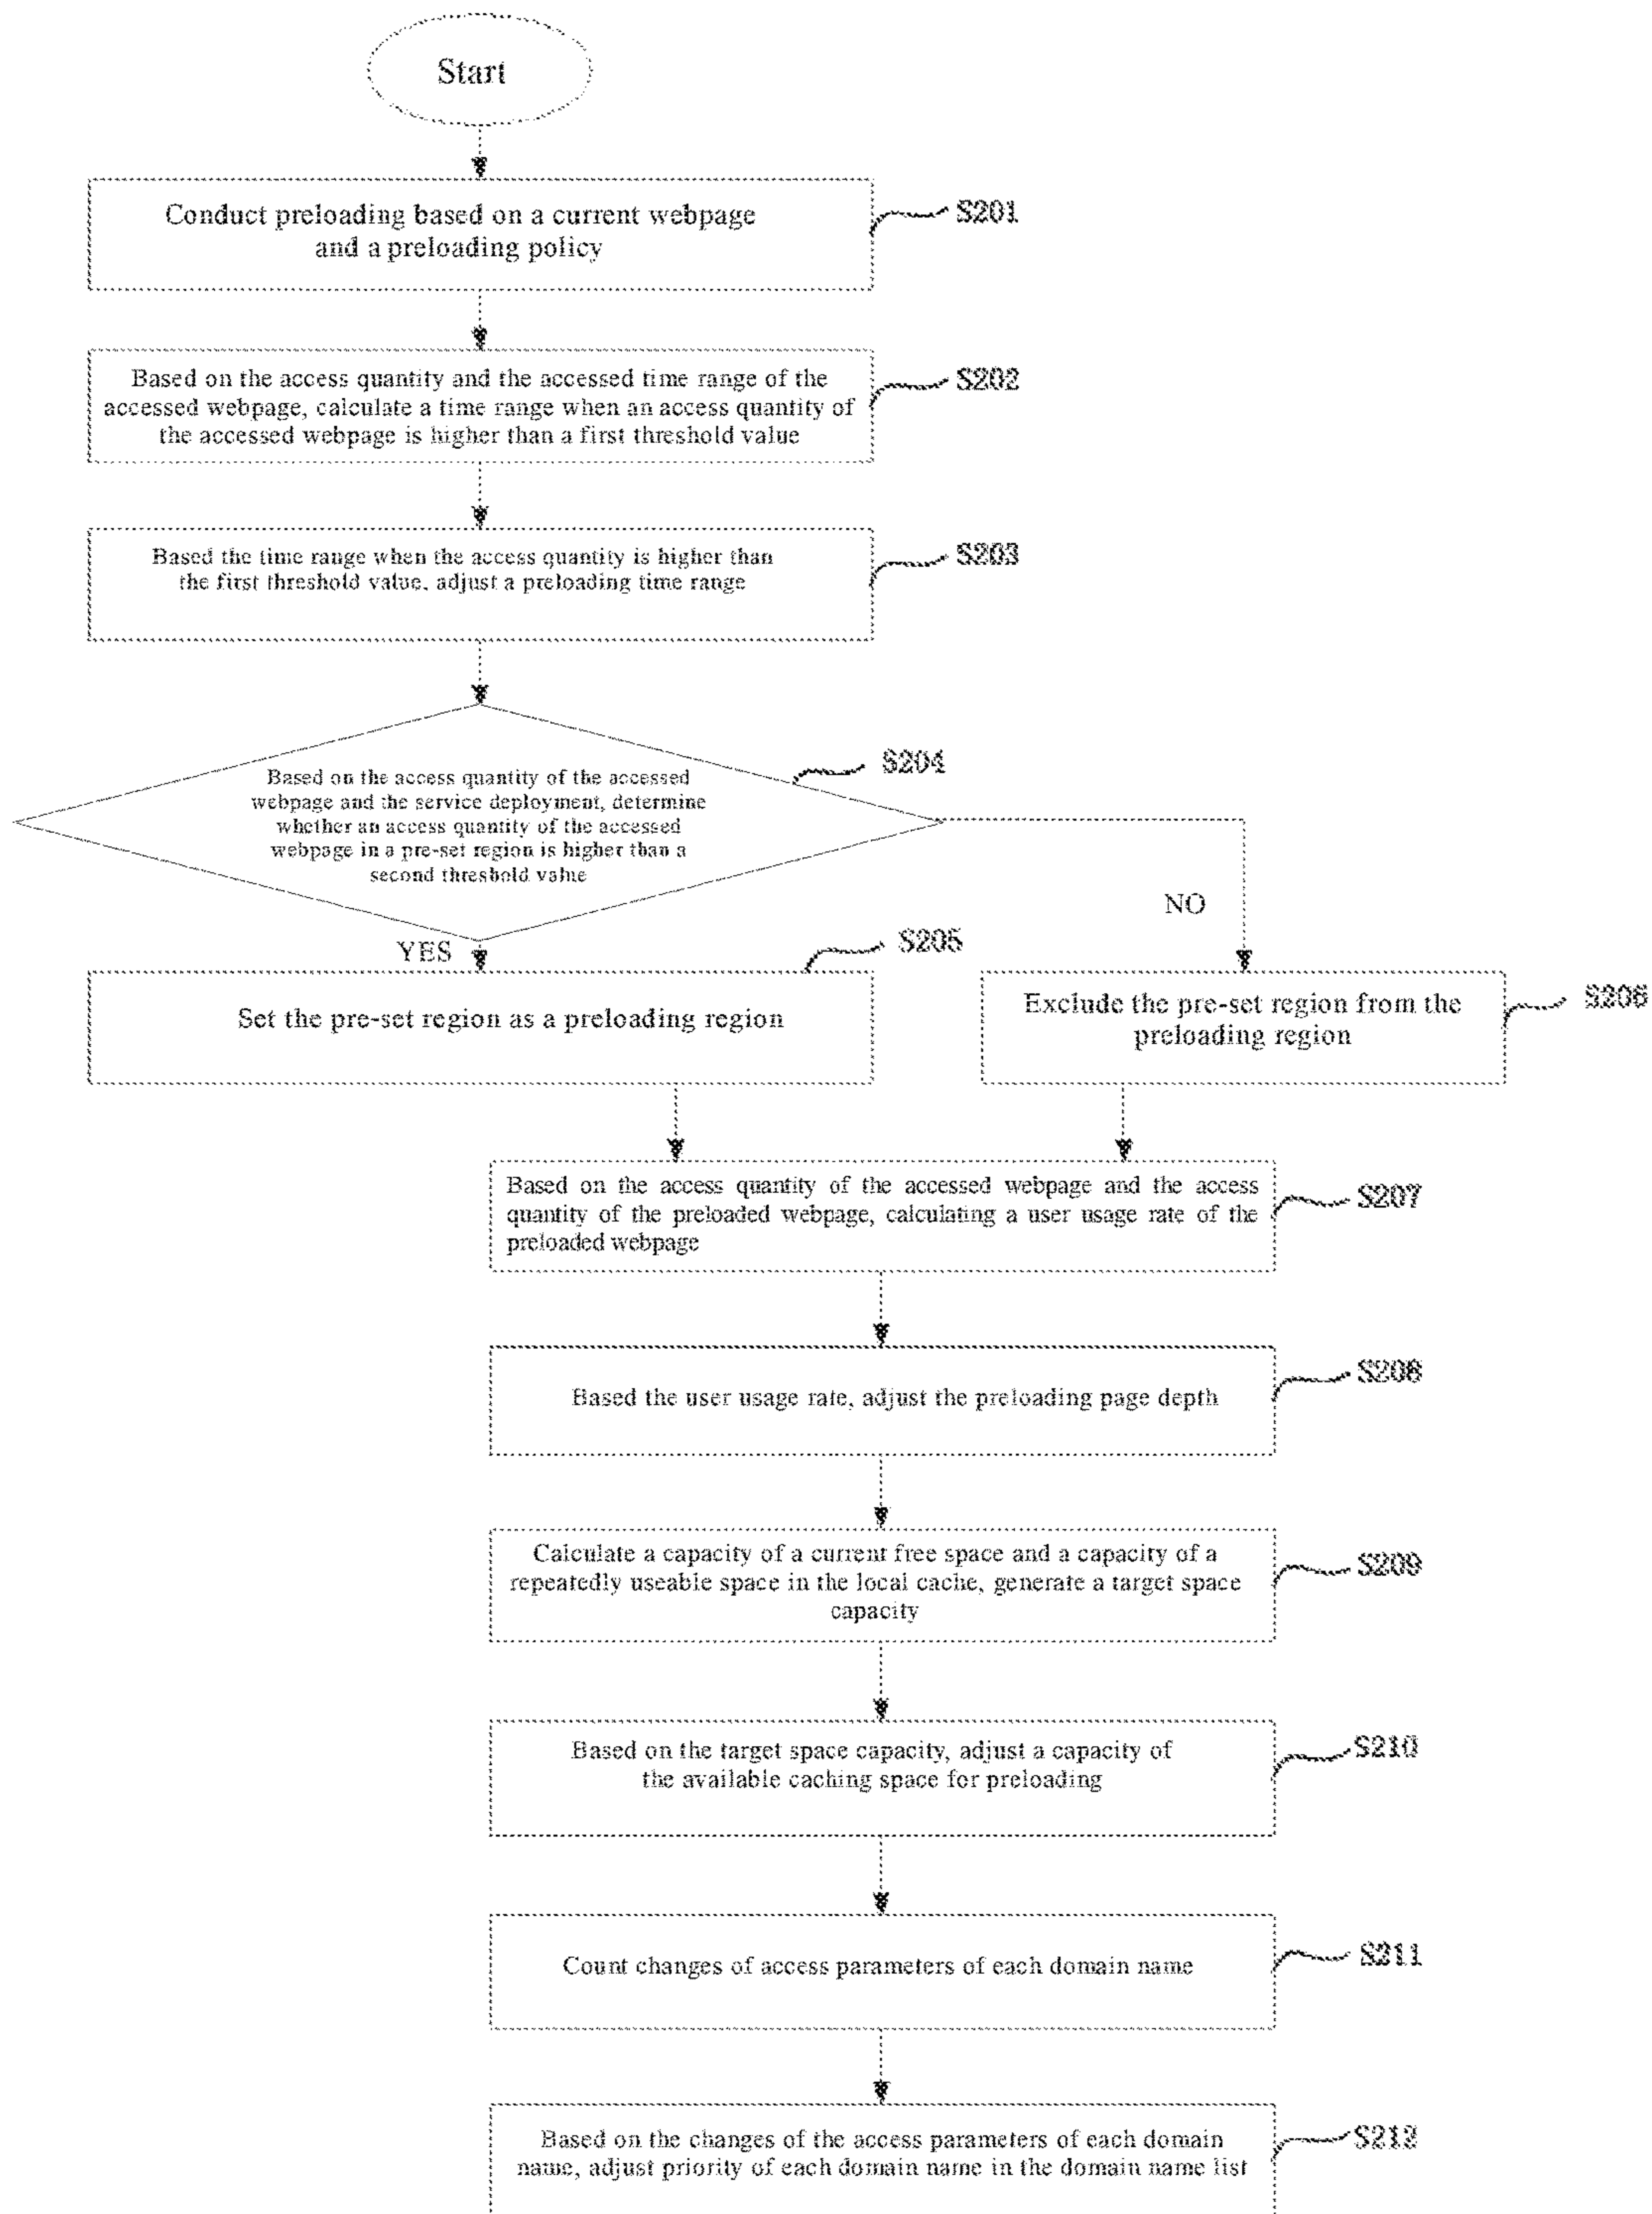 Start
Conduct preloading based on a current webpage
and a preloading policy
S201
Based on the access quantity and the accessed time range of the
accessed webpage, calculate a time range when an access quantity of
the accessed webpage is higher than a first threshold value
S202
Based the time range when the access quantity is higher than
the first threshold value, adjust a preloading time range
S203
Based on the access quantity of the accessed
webpage and the service deployment, determine
whether an access quantity of the accessed
webpage in a pre-set region is higher than a
second threshold value
S204
NO
YES
S205
Set the pre-set region as a preloading region
Exclude the pre-set region from the
preloading region
S206
Based on the access quantity of the accessed webpage and the access
quantity of the preloaded webpage, calculating a user usage rate of the
preloaded webpage
S207
Based the user usage rate, adjust the preloading page depth
S208
Calculate a capacity of a current free space and a capacity of a
repeatedly useable space in the local cache, generate a target space
capacity
S209
Based on the target space capacity, adjust a capacity of
the available caching space for preloading
S210
Count changes of access parameters of each domain name
S211
Based on the changes of the access parameters of each domain
name, adjust priority of each domain name in the domain name list
S212